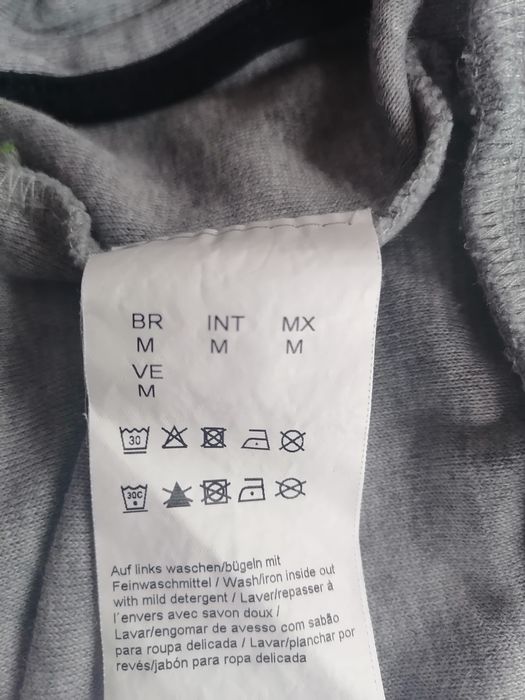 BR INT MX
M M M
VE
M
30
30C
Auf links waschen/bügeln mit
Feinwaschmittel / Wash/iron inside out
with mild detergent / Laver/repasser à
l'envers avec savon doux /
Lavar/engomar de avesso com sabão
para roupa delicada / Lavar/planchar por
revés/jabón para ropa delicada